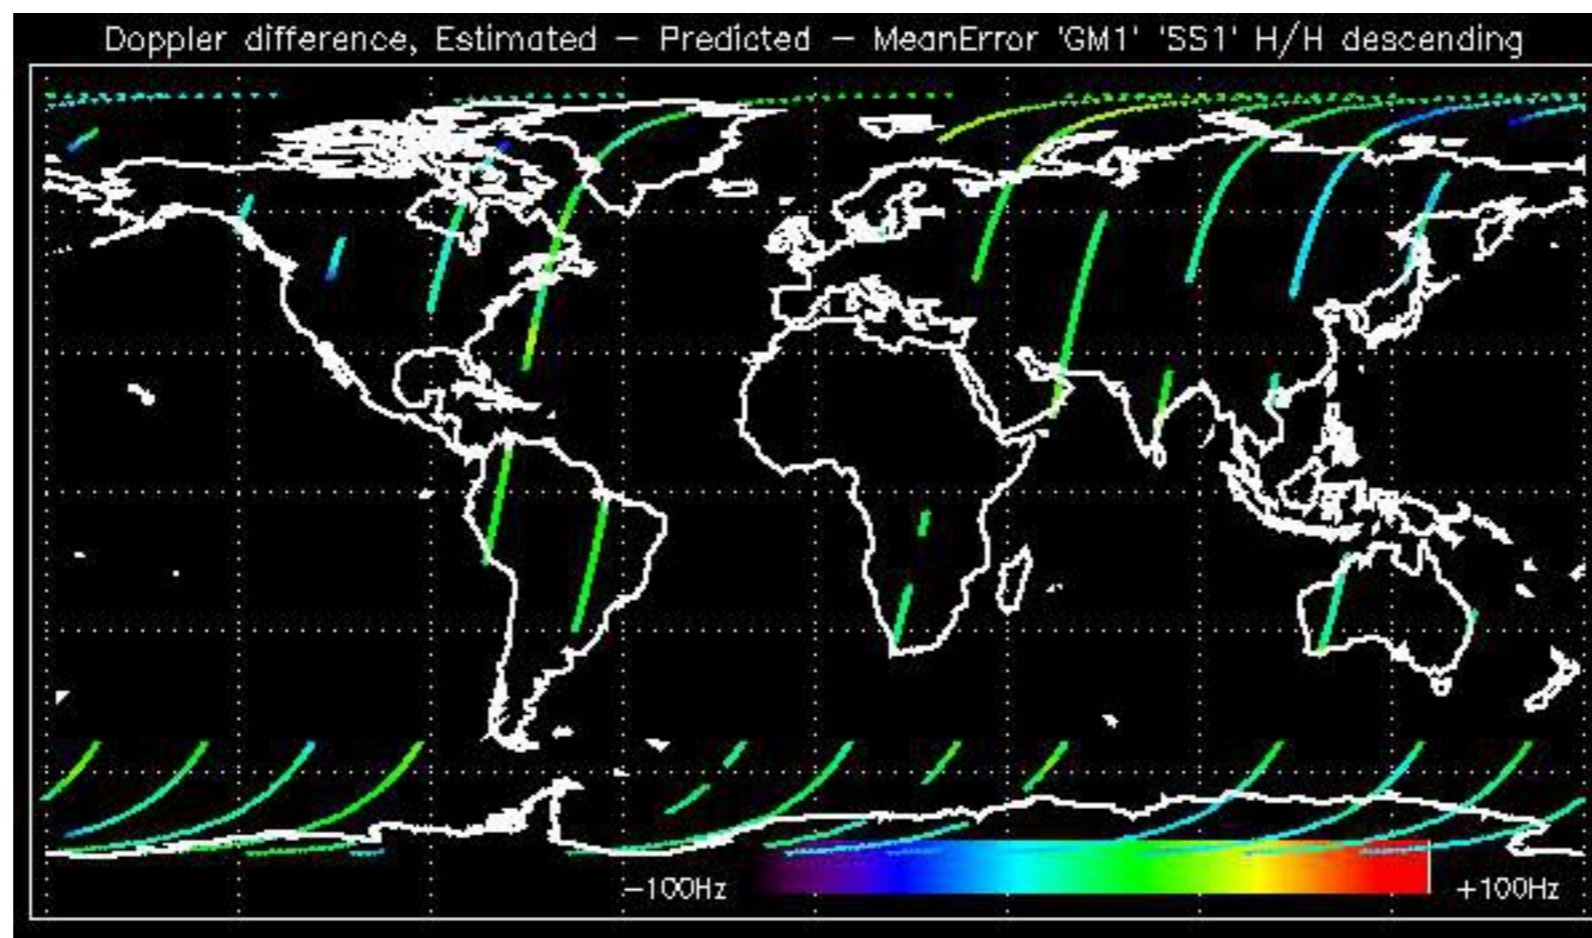 Doppler difference, Estimated – Predicted – MeanError 'GM1' 'SS1' H/H descending
-100Hz
+100Hz